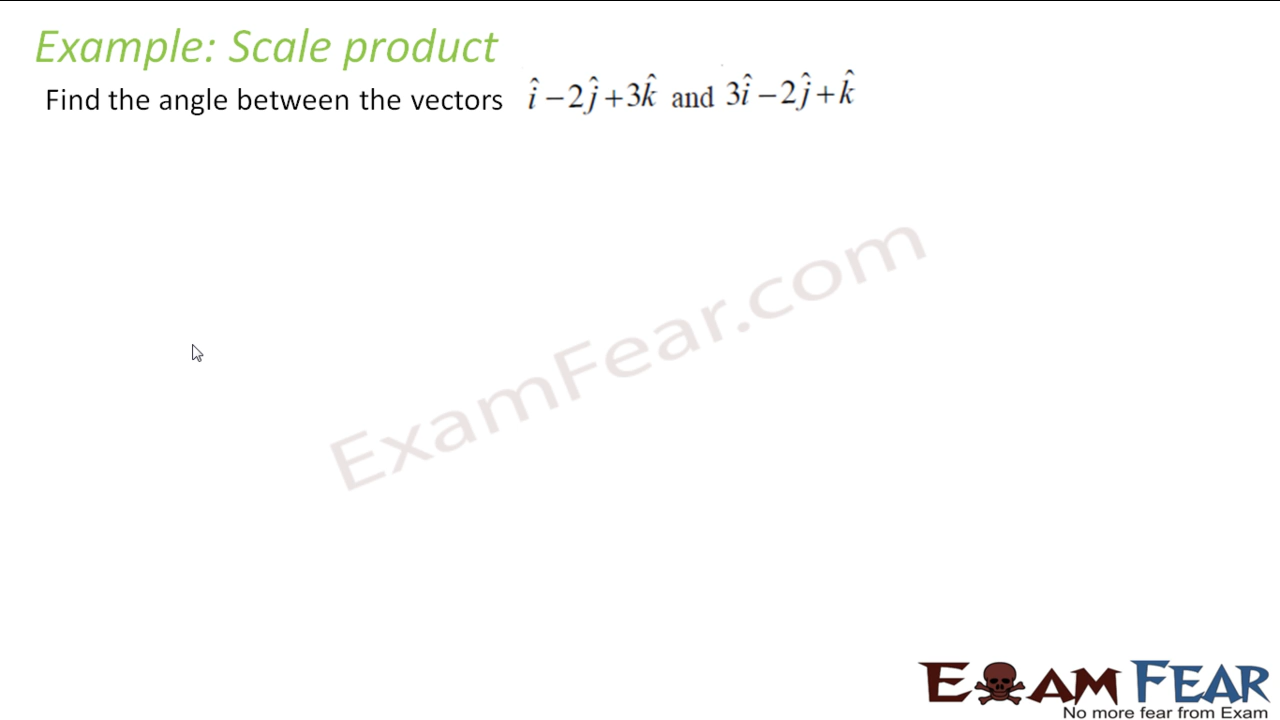 Example: Scale product
Find the angle between the vectors î − 2ĵ + 3k̂ and 3î − 2ĵ + k̂
ExamFear.com
EXAM FEAR
No more fear from Exam